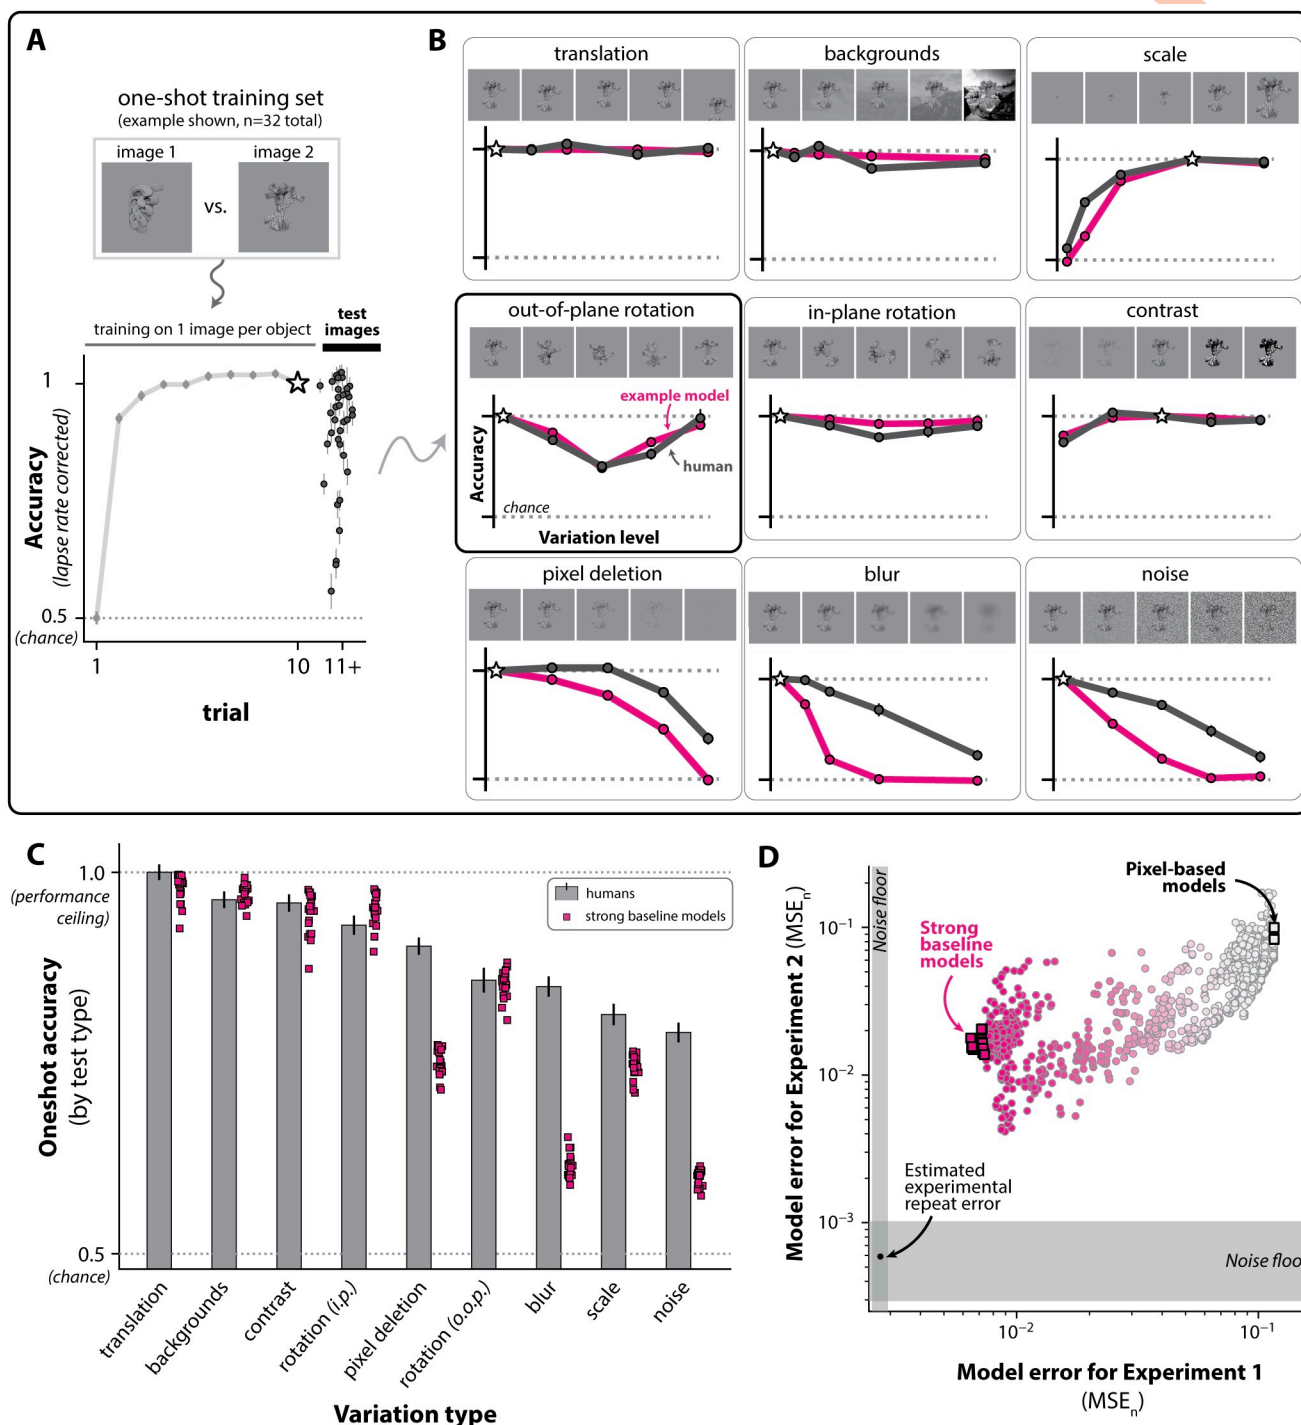 A
one-shot training set
(example shown, n=32 total)
image 1
image 2
vs.
training on 1 image per object
test
images
1
0.5
(chance)
Accuracy
(lapse rate corrected)
1
10
11+
trial
B
translation
backgrounds
scale
out-of-plane rotation
in-plane rotation
contrast
example model
human
Accuracy
chance
Variation level
pixel deletion
blur
noise
C
1.0
(performance
ceiling)
humans
strong baseline models
Oneshot accuracy
(by test type)
0.5
(chance)
translation
backgrounds
contrast
rotation (i.p.)
pixel deletion
rotation (o.o.p.)
blur
scale
noise
Variation type
D
Noise floor
Pixel-based
models
Strong
baseline
models
Model error for Experiment 2 (MSEn)
10⁻¹
10⁻²
10⁻³
Estimated
experimental
repeat error
Noise floo
10⁻²
10⁻¹
Model error for Experiment 1
(MSEn)